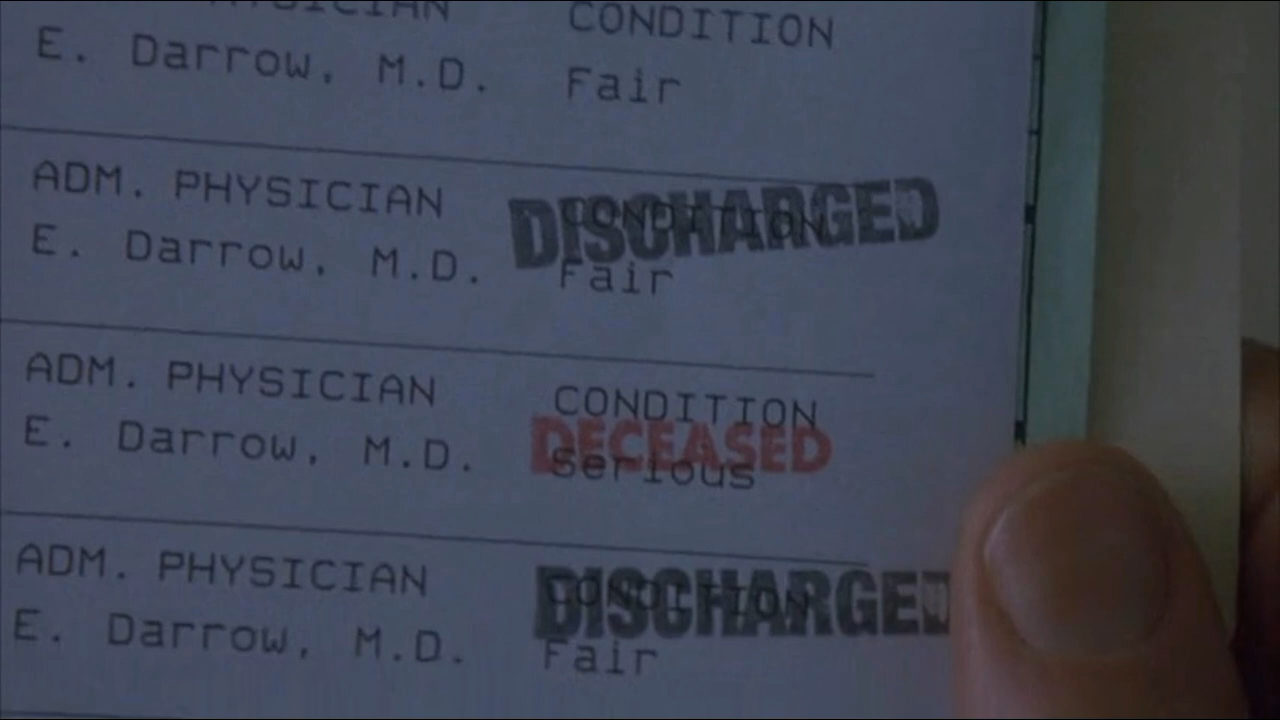 PHYSICIAN CONDITION
E. Darrow, M.D. Fair
ADM. PHYSICIAN CONDITION
DISCHARGED
E. Darrow, M.D. Fair
ADM. PHYSICIAN CONDITION
DECEASED
E. Darrow, M.D. Serious
ADM. PHYSICIAN CONDITION
DISCHARGED
E. Darrow, M.D. Fair